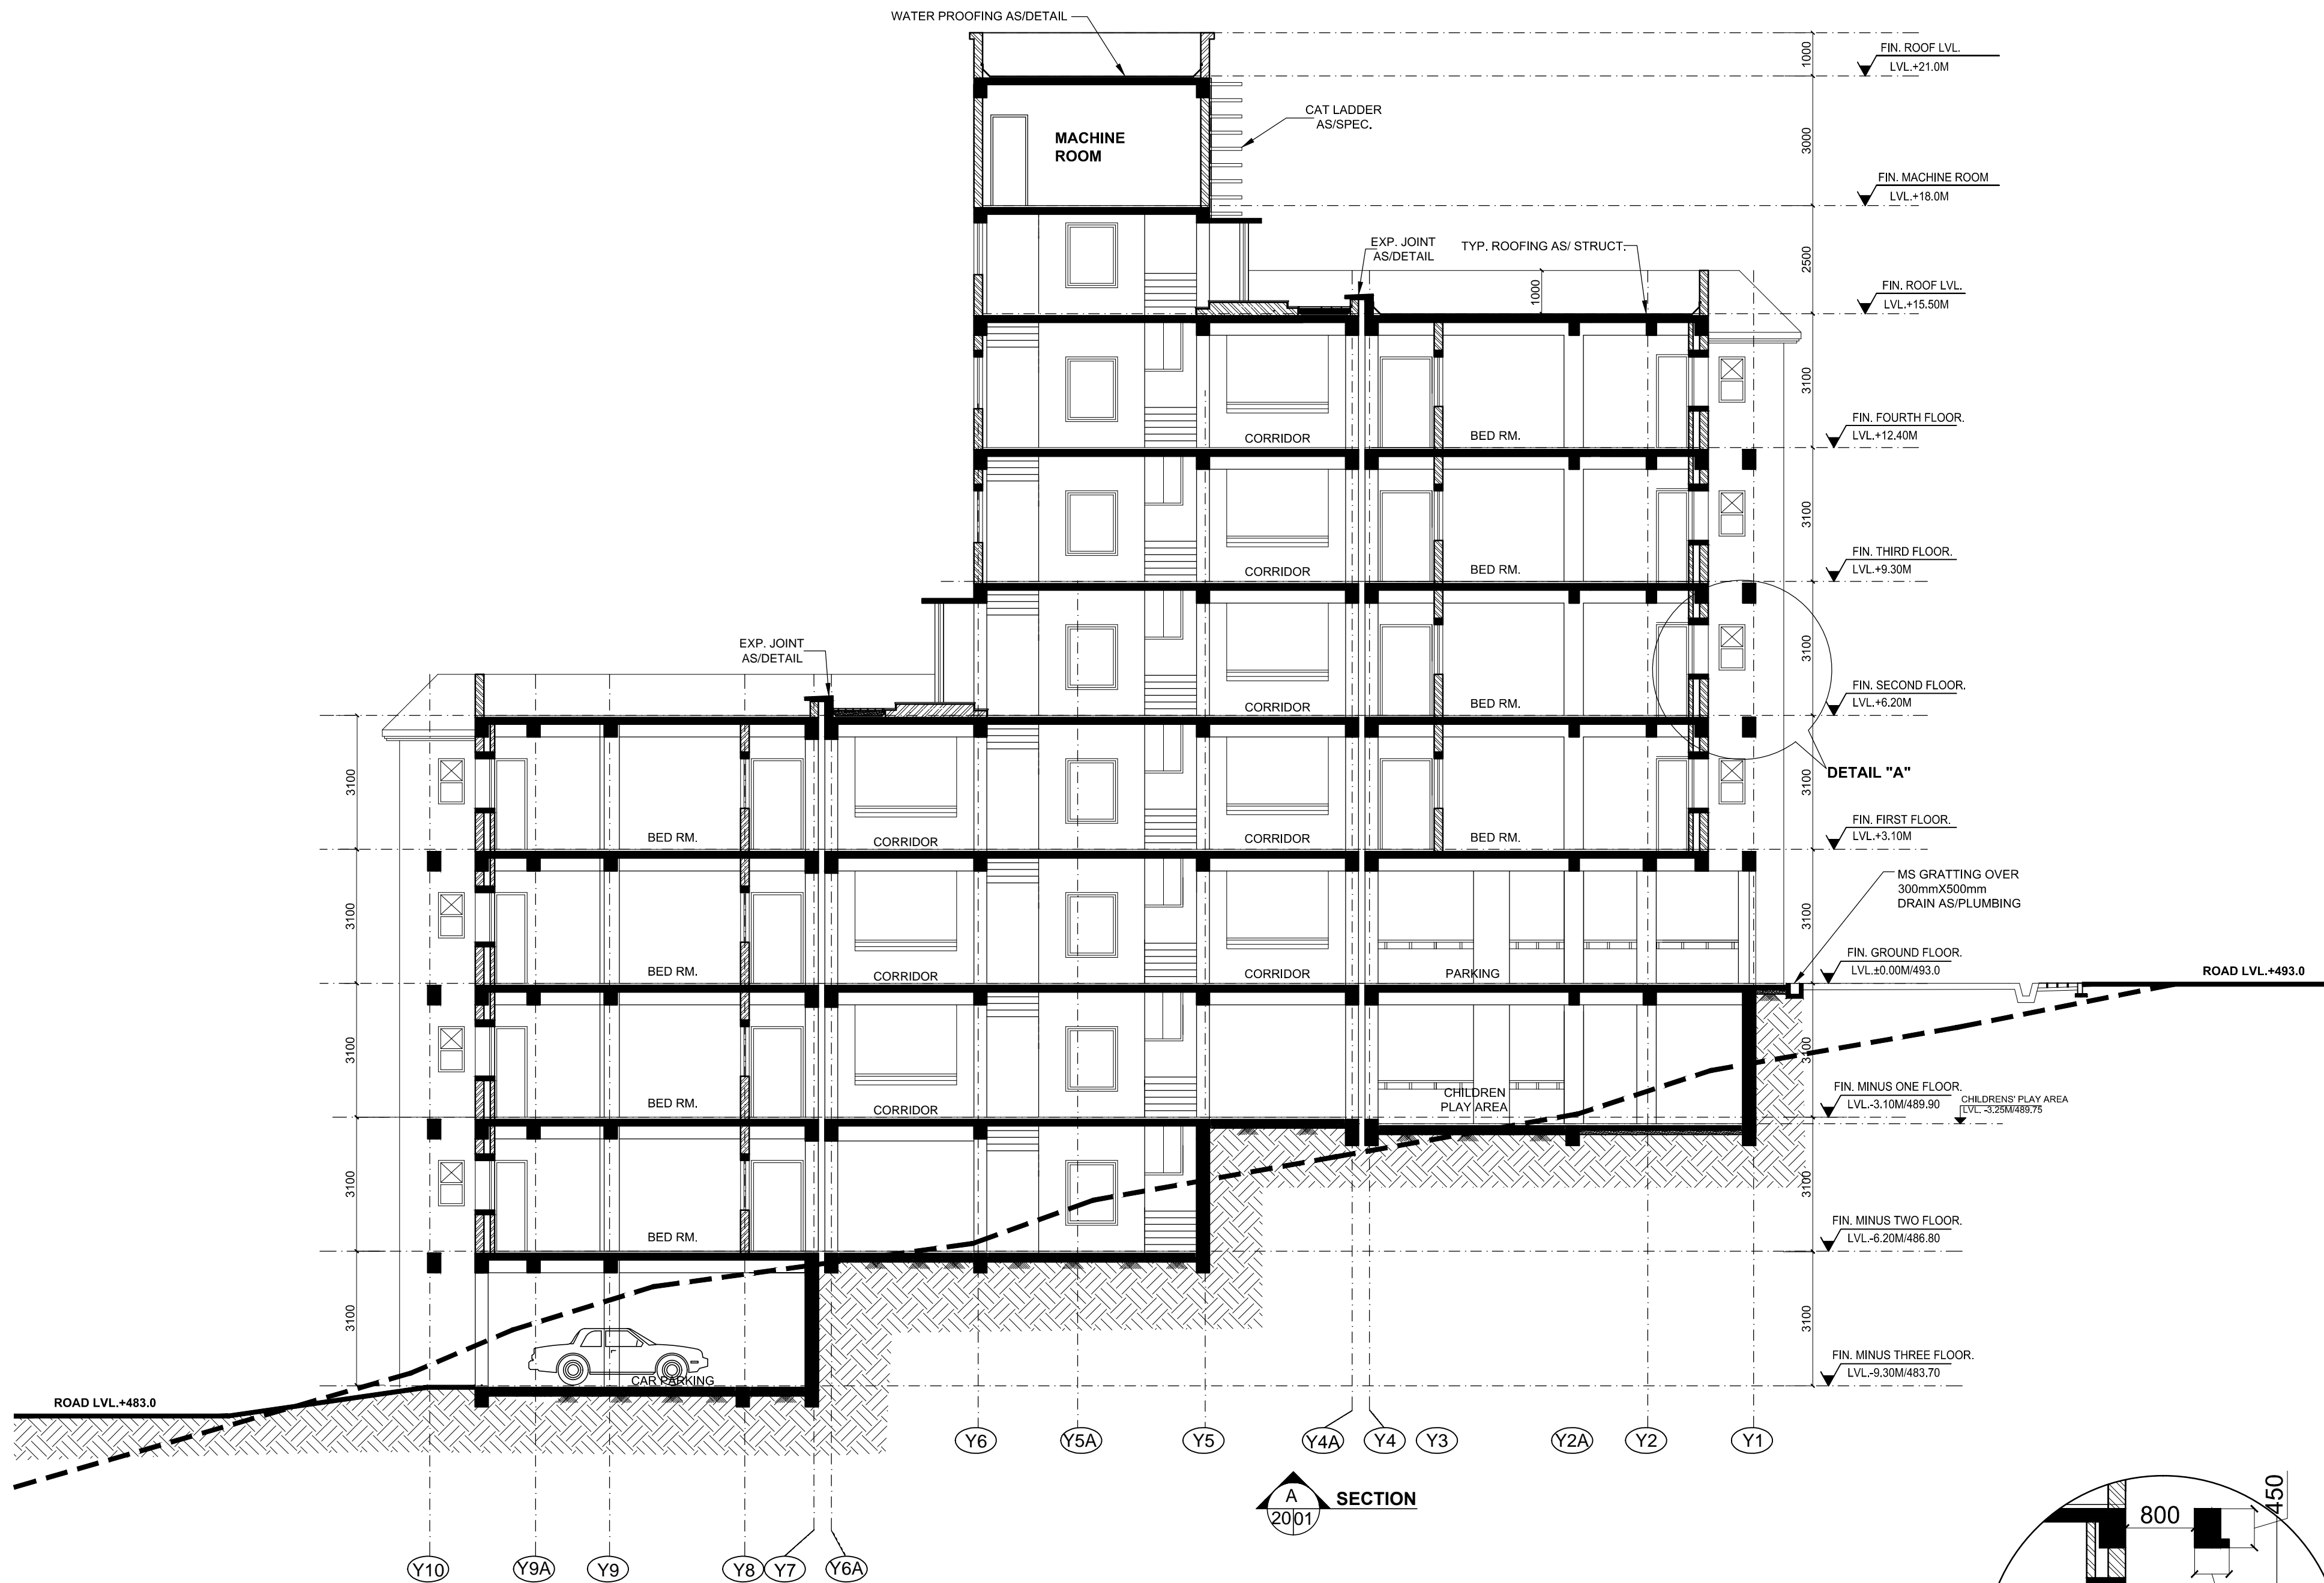 WATER PROOFING AS/DETAIL
1000
FIN. ROOF LVL.
LVL.+21.0M
CAT LADDER
AS/SPEC.
MACHINE
ROOM
3000
FIN. MACHINE ROOM
LVL.+18.0M
EXP. JOINT
AS/DETAIL
TYP. ROOFING AS/ STRUCT.
2500
1000
FIN. ROOF LVL.
LVL.+15.50M
3100
FIN. FOURTH FLOOR.
LVL.+12.40M
CORRIDOR
BED RM.
3100
FIN. THIRD FLOOR.
LVL.+9.30M
CORRIDOR
BED RM.
3100
EXP. JOINT
AS/DETAIL
FIN. SECOND FLOOR.
LVL.+6.20M
CORRIDOR
BED RM.
DETAIL "A"
3100
3100
FIN. FIRST FLOOR.
LVL.+3.10M
BED RM.
CORRIDOR
CORRIDOR
BED RM.
MS GRATTING OVER
300mmX500mm
DRAIN AS/PLUMBING
3100
3100
FIN. GROUND FLOOR.
LVL.±0.00M/493.0
ROAD LVL.+493.0
BED RM.
CORRIDOR
CORRIDOR
PARKING
3100
3100
FIN. MINUS ONE FLOOR.
LVL.-3.10M/489.90
CHILDRENS' PLAY AREA
LVL. -3.25M/489.75
BED RM.
CORRIDOR
CHILDREN
PLAY AREA
3100
3100
FIN. MINUS TWO FLOOR.
LVL.-6.20M/486.80
BED RM.
3100
3100
FIN. MINUS THREE FLOOR.
LVL.-9.30M/483.70
CAR PARKING
ROAD LVL.+483.0
Y6
Y5A
Y5
Y4A
Y4
Y3
Y2A
Y2
Y1
A
20 01
SECTION
800
450
Y10
Y9A
Y9
Y8
Y7
Y6A